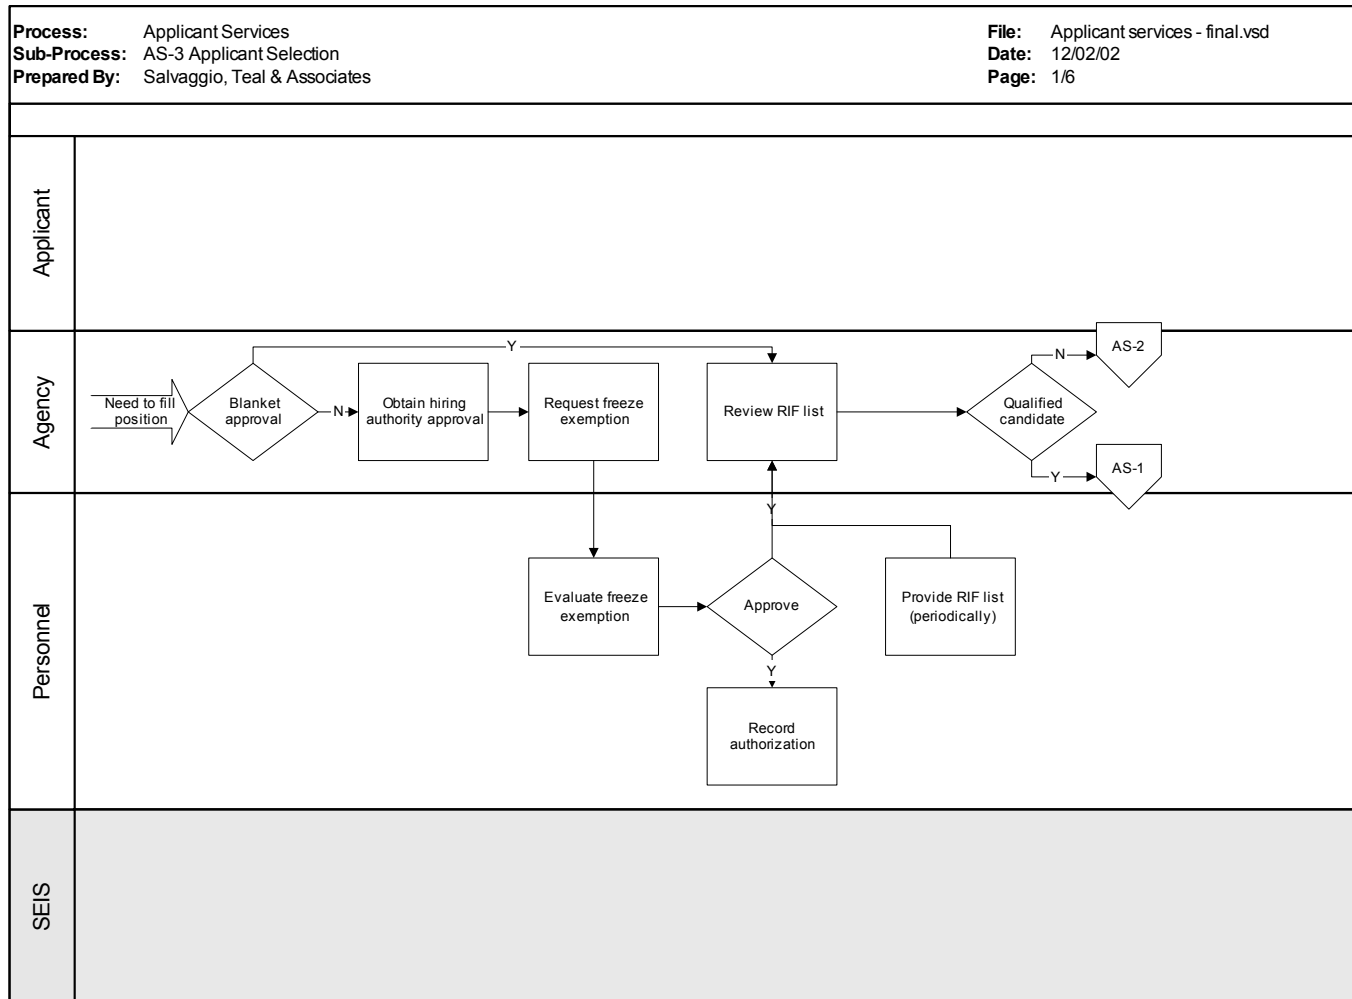 Process: Applicant Services
Sub-Process: AS-3 Applicant Selection
Prepared By: Salvaggio, Teal & Associates
File: Applicant services - final.vsd
Date: 12/02/02
Page: 1/6
Applicant
Agency
Need to fill
position
Blanket
approval
Y
N
Obtain hiring
authority approval
Request freeze
exemption
Review RIF list
Qualified
candidate
N
AS-2
Y
AS-1
Personnel
Evaluate freeze
exemption
Approve
Y
Y
Provide RIF list
(periodically)
Record
authorization
SEIS